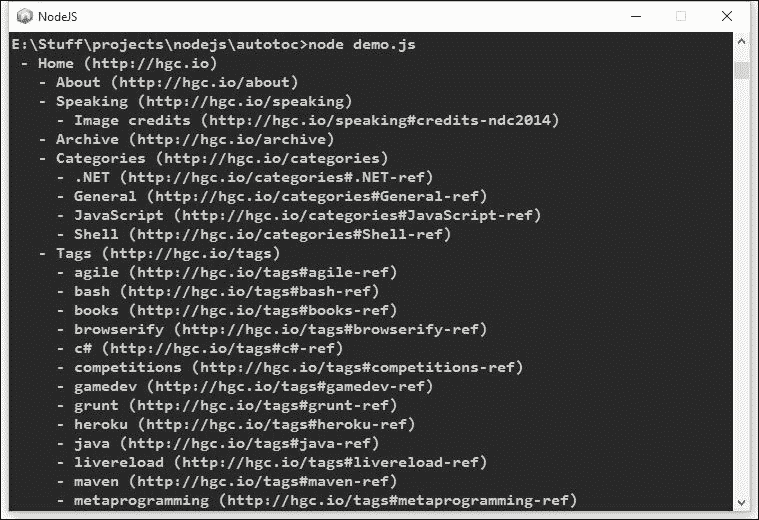 NodeJS
E:\Stuff\projects\nodejs\autotoc>node demo.js
- Home (http://hgc.io)
- About (http://hgc.io/about)
- Speaking (http://hgc.io/speaking)
- Image credits (http://hgc.io/speaking#credits-ndc2014)
- Archive (http://hgc.io/archive)
- Categories (http://hgc.io/categories)
- .NET (http://hgc.io/categories#.NET-ref)
- General (http://hgc.io/categories#General-ref)
- JavaScript (http://hgc.io/categories#JavaScript-ref)
- Shell (http://hgc.io/categories#Shell-ref)
- Tags (http://hgc.io/tags)
- agile (http://hgc.io/tags#agile-ref)
- bash (http://hgc.io/tags#bash-ref)
- books (http://hgc.io/tags#books-ref)
- browserify (http://hgc.io/tags#browserify-ref)
- c# (http://hgc.io/tags#c#-ref)
- competitions (http://hgc.io/tags#competitions-ref)
- gamedev (http://hgc.io/tags#gamedev-ref)
- grunt (http://hgc.io/tags#grunt-ref)
- heroku (http://hgc.io/tags#heroku-ref)
- java (http://hgc.io/tags#java-ref)
- livereload (http://hgc.io/tags#livereload-ref)
- maven (http://hgc.io/tags#maven-ref)
- metaprogramming (http://hgc.io/tags#metaprogramming-ref)